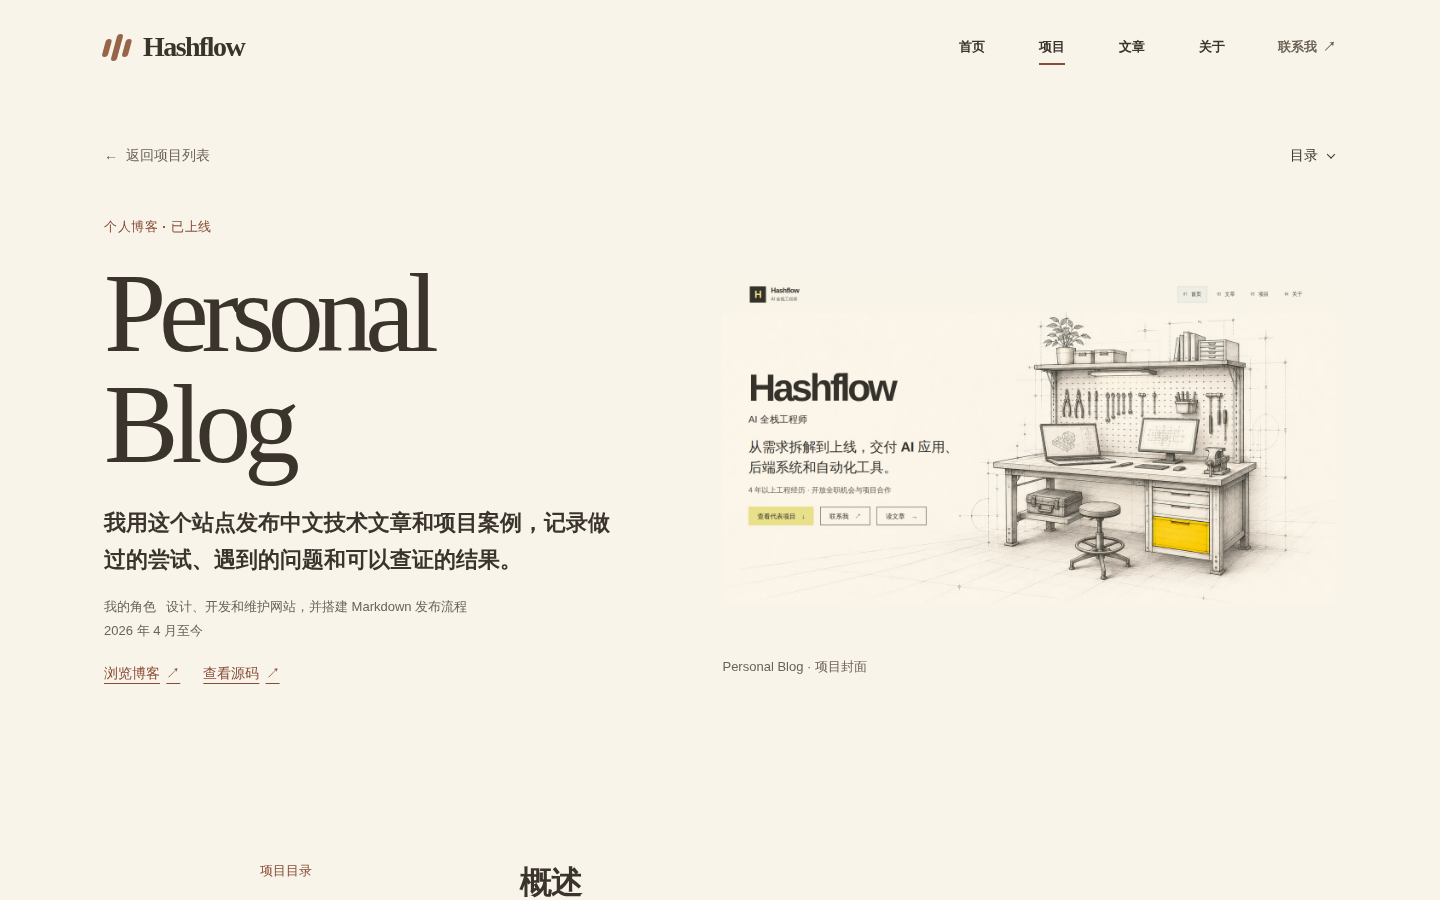 Hashflow
首页 项目 文章 关于 联系我 ↗
← 返回项目列表
目录
个人博客 · 已上线
Personal
Blog
我用这个站点发布中文技术文章和项目案例，记录做
过的尝试、遇到的问题和可以查证的结果。
我的角色 设计、开发和维护网站，并搭建 Markdown 发布流程
2026 年 4 月至今
浏览博客 ↗ 查看源码 ↗
H Hashflow
AI 全栈工程师
首页 文章 项目 关于
Hashflow
AI 全栈工程师
从需求拆解到上线，交付 AI 应用、
后端系统和自动化工具。
4 年以上工程经历 · 开放全职机会与项目合作
查看代表项目 ↓ 联系我 ↗ 读文章 →
Personal Blog · 项目封面
项目目录
概述